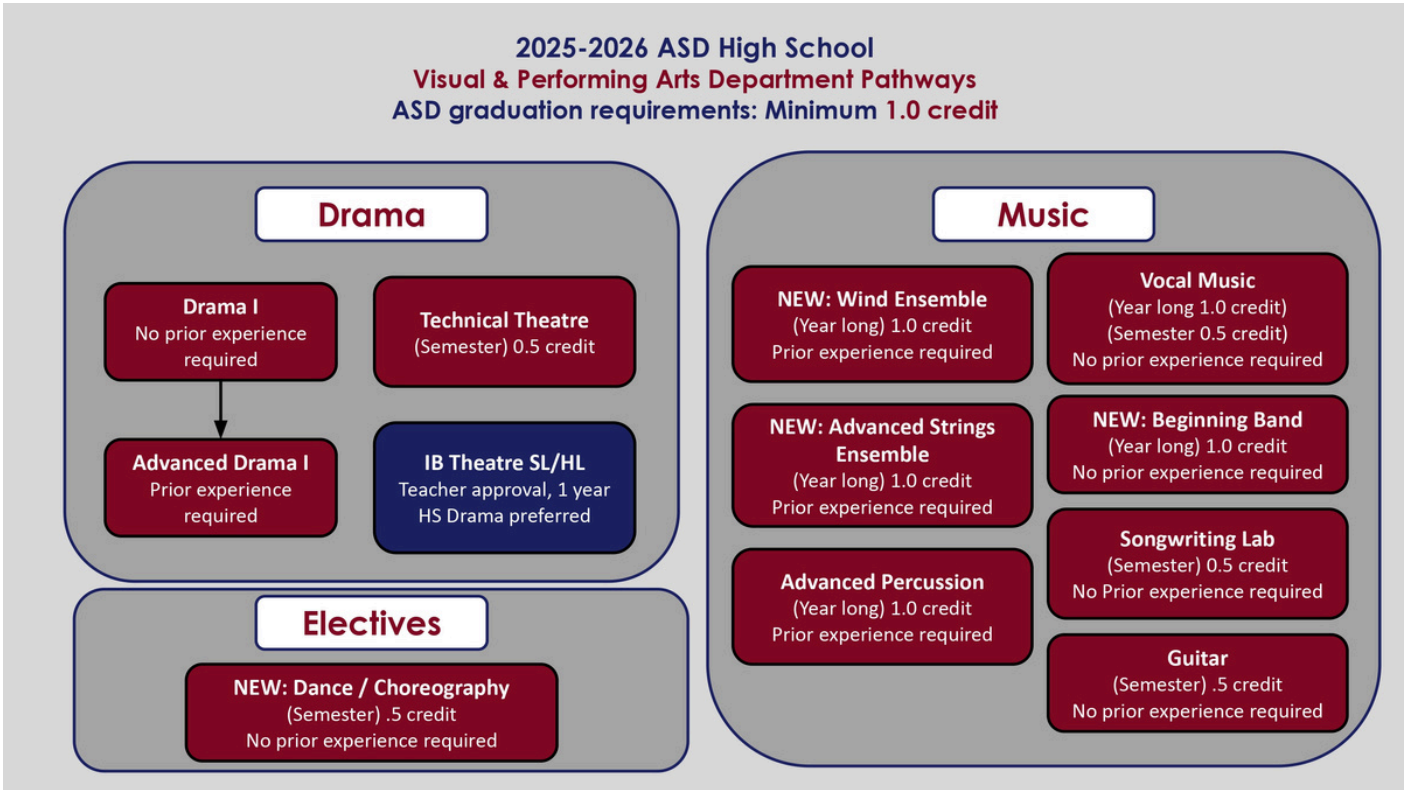 2025-2026 ASD High School
Visual & Performing Arts Department Pathways
ASD graduation requirements: Minimum 1.0 credit
Drama
Drama I
No prior experience
required
Technical Theatre
(Semester) 0.5 credit
Advanced Drama I
Prior experience
required
IB Theatre SL/HL
Teacher approval, 1 year
HS Drama preferred
Electives
NEW: Dance / Choreography
(Semester) .5 credit
No prior experience required
Music
NEW: Wind Ensemble
(Year long) 1.0 credit
Prior experience required
NEW: Advanced Strings
Ensemble
(Year long) 1.0 credit
Prior experience required
Advanced Percussion
(Year long) 1.0 credit
Prior experience required
Vocal Music
(Year long 1.0 credit)
(Semester 0.5 credit)
No prior experience required
NEW: Beginning Band
(Year long) 1.0 credit
No prior experience required
Songwriting Lab
(Semester) 0.5 credit
No Prior experience required
Guitar
(Semester) .5 credit
No prior experience required